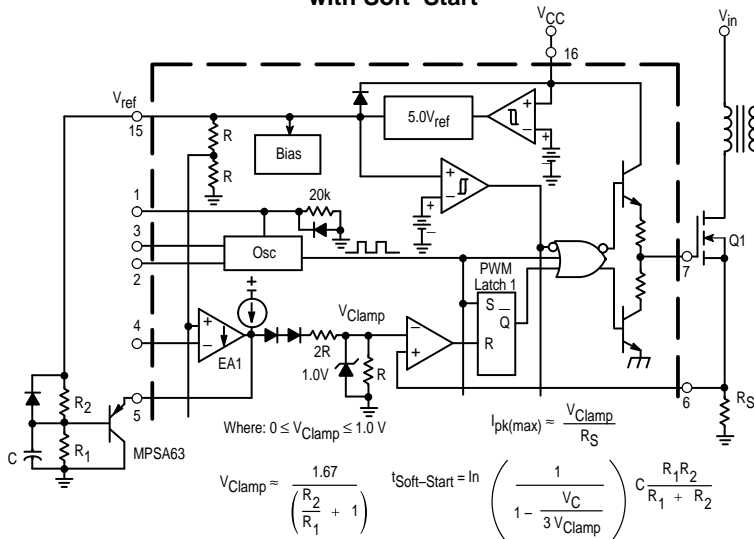 with Soft–Start
VCC
Vin
16
Vref
15
5.0Vref
R
Bias
R
1
20k
3
Osc
2
Q1
7
PWM
Latch 1
VClamp
S
Q
4
2R
R
EA1
1.0V
R
R2
5
6
RS
R1
MPSA63
C
Where: 0 ≤ VClamp ≤ 1.0 V
Ipk(max) ≈ VClamp / RS
VClamp ≈ 1.67 / (R2/R1 + 1)
tSoft–Start = In (1 / (1 - VC / 3 VClamp)) C R1R2 / (R1 + R2)